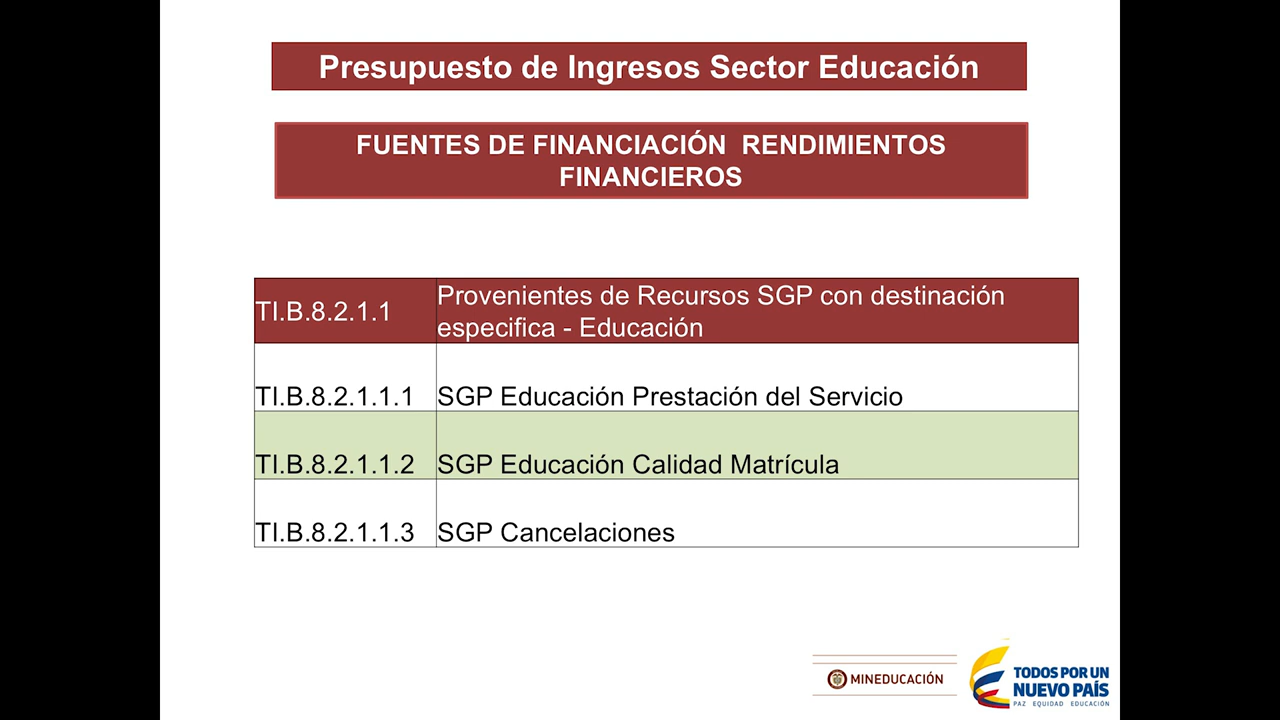 Presupuesto de Ingresos Sector Educación
FUENTES DE FINANCIACIÓN RENDIMIENTOS
FINANCIEROS
TI.B.8.2.1.1
Provenientes de Recursos SGP con destinación
especifica - Educación
TI.B.8.2.1.1.1 SGP Educación Prestación del Servicio
TI.B.8.2.1.1.2 SGP Educación Calidad Matrícula
TI.B.8.2.1.1.3 SGP Cancelaciones
MINEDUCACIÓN
TODOS POR UN
NUEVO PAÍS
PAZ EQUIDAD EDUCACIÓN